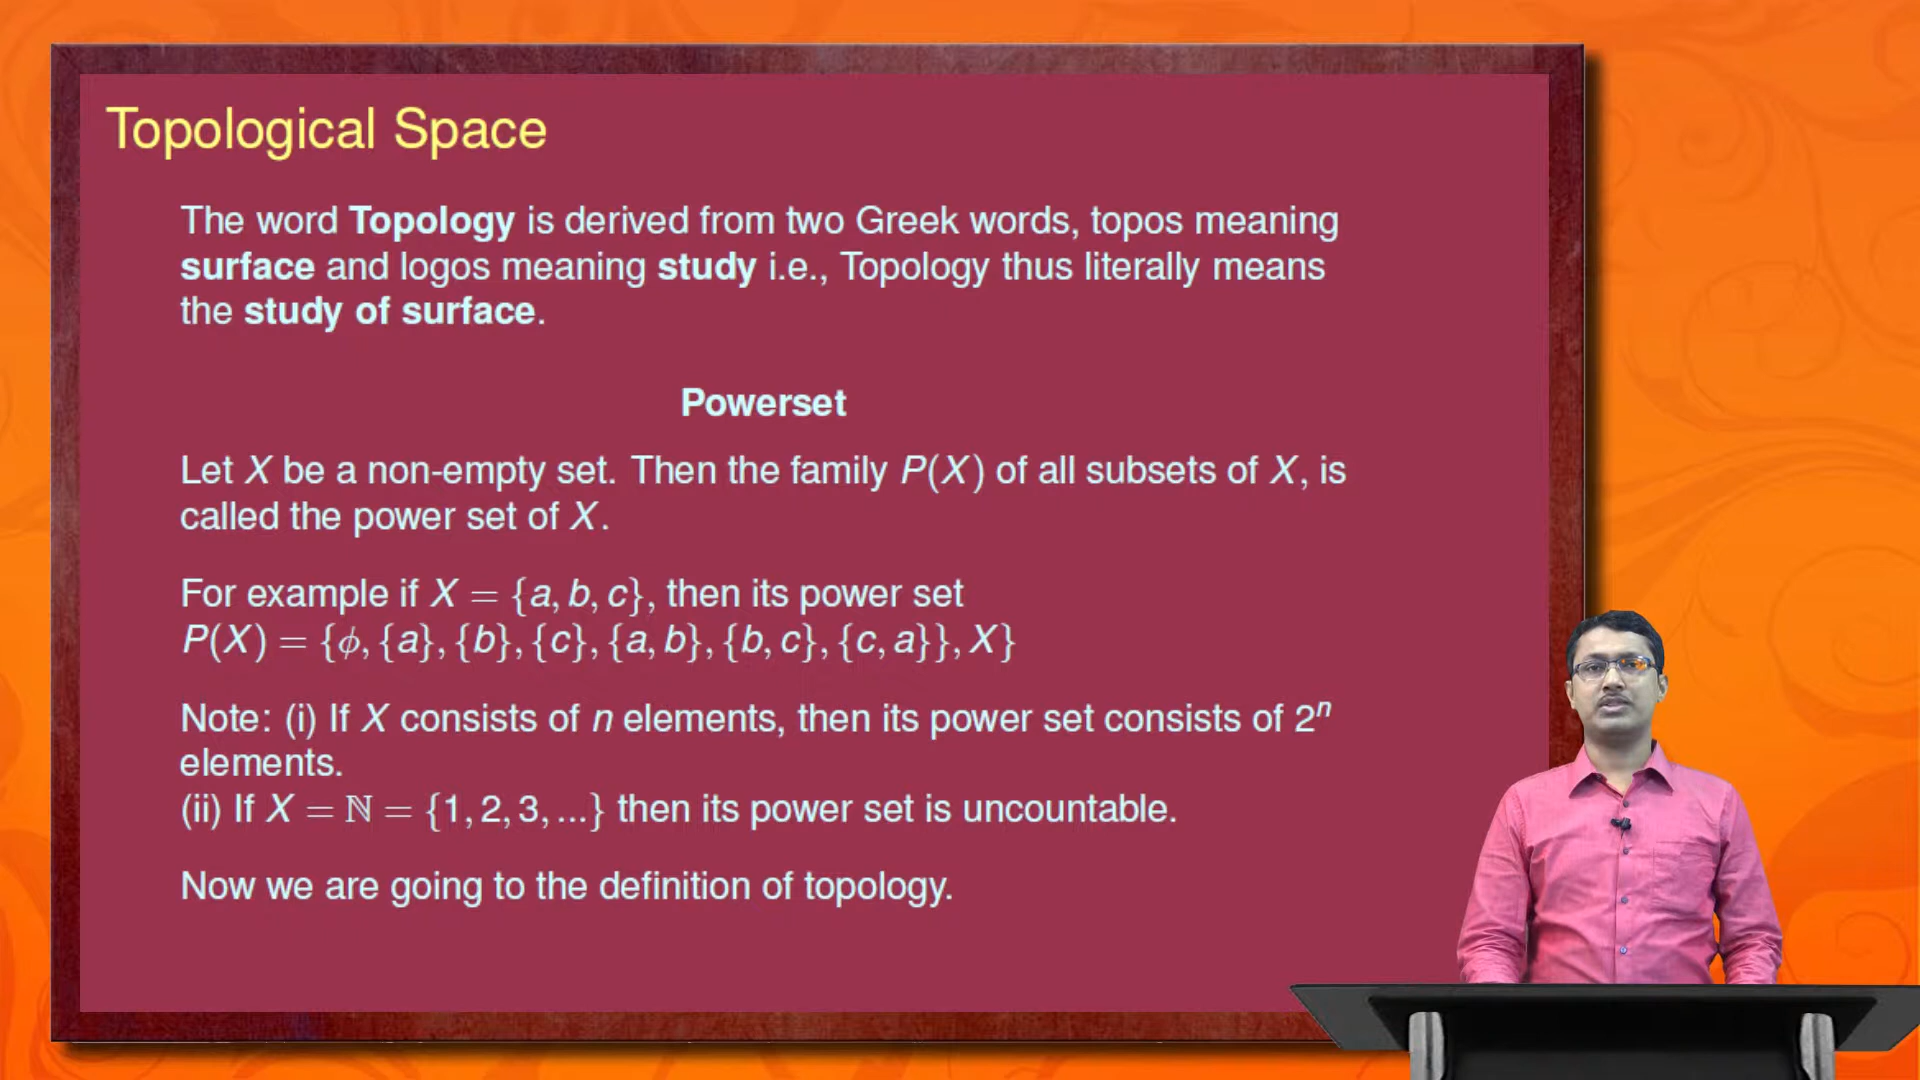 Topological Space
The word Topology is derived from two Greek words, topos meaning
surface and logos meaning study i.e., Topology thus literally means
the study of surface.
Powerset
Let X be a non-empty set. Then the family P(X) of all subsets of X, is
called the power set of X.
For example if X = {a, b, c}, then its power set
P(X) = {ϕ, {a}, {b}, {c}, {a, b}, {b, c}, {c, a}}, X}
Note: (i) If X consists of n elements, then its power set consists of 2ⁿ
elements.
(ii) If X = ℕ = {1, 2, 3, ...} then its power set is uncountable.
Now we are going to the definition of topology.